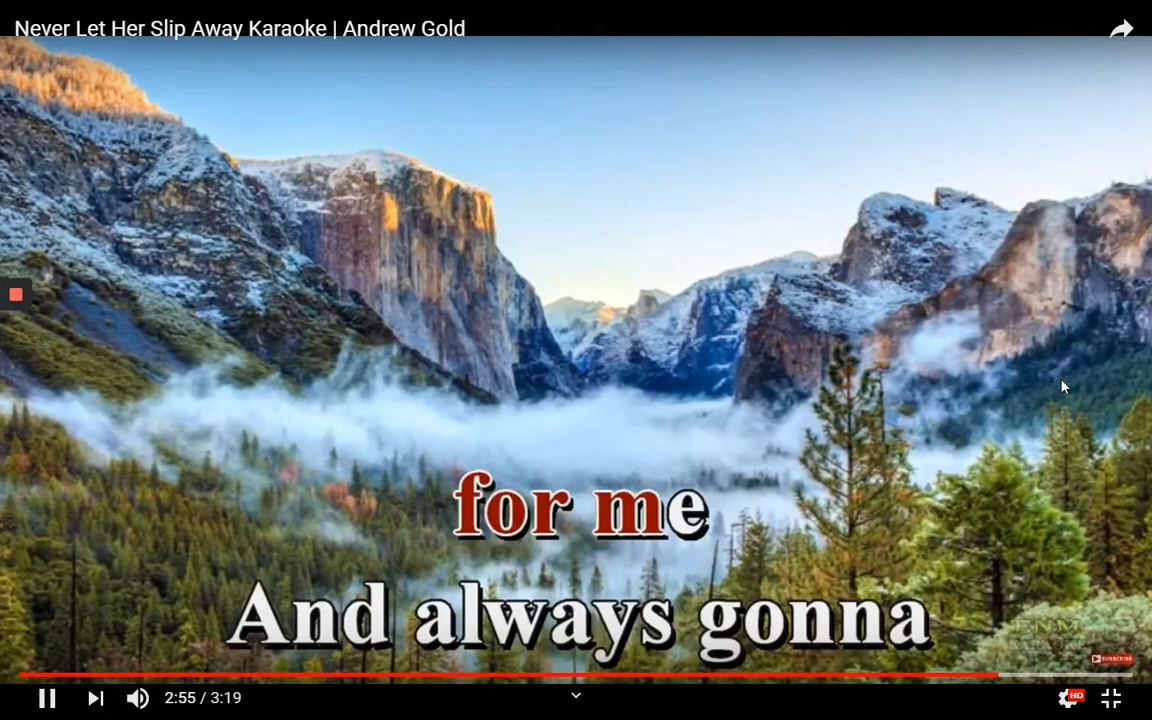 Never Let Her Slip Away Karaoke | Andrew Gold
for me
And always gonna
KARAOKE
SUBSCRIBE
2:55 / 3:19
HD